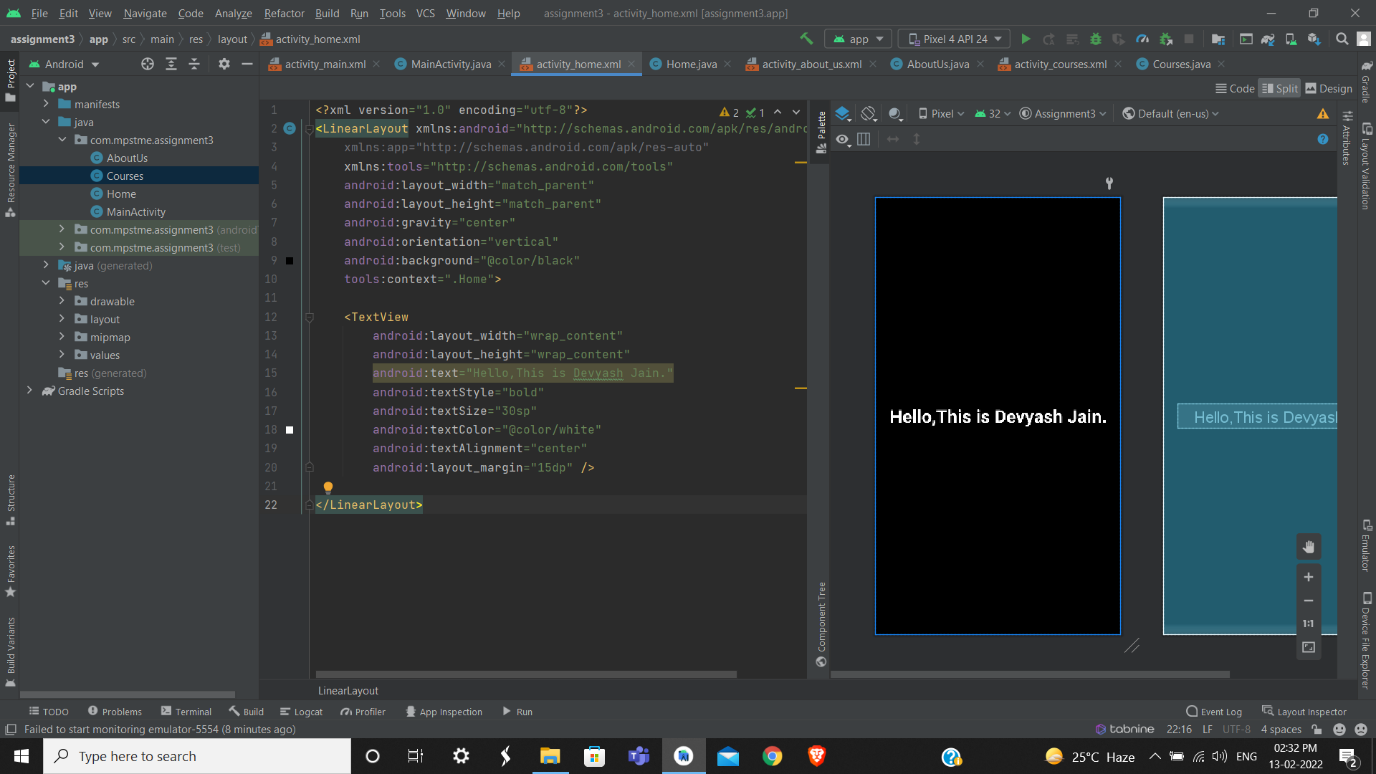 File Edit View Navigate Code Analyze Refactor Build Run Tools VCS Window Help assignment3 - activity_home.xml [assignment3.app]
assignment3 app src main res layout activity_home.xml app Pixel 4 API 24
Android activity_main.xml MainActivity.java activity_home.xml Home.java activity_about_us.xml AboutUs.java activity_courses.xml Courses.java
Code Split Design
Project
Resource Manager
Structure
Favorites
Build Variants
app
manifests
java
com.mpstme.assignment3
AboutUs
Courses
Home
MainActivity
com.mpstme.assignment3 (android
com.mpstme.assignment3 (test)
java (generated)
res
drawable
layout
mipmap
values
res (generated)
Gradle Scripts
2 1
1 <?xml version="1.0" encoding="utf-8"?>
2 <LinearLayout xmlns:android="http://schemas.android.com/apk/res/andro
3 xmlns:app="http://schemas.android.com/apk/res-auto"
4 xmlns:tools="http://schemas.android.com/tools"
5 android:layout_width="match_parent"
6 android:layout_height="match_parent"
7 android:gravity="center"
8 android:orientation="vertical"
9 android:background="@color/black"
10 tools:context=".Home">
11
12 <TextView
13 android:layout_width="wrap_content"
14 android:layout_height="wrap_content"
15 android:text="Hello,This is Devyash Jain."
16 android:textStyle="bold"
17 android:textSize="30sp"
18 android:textColor="@color/white"
19 android:textAlignment="center"
20 android:layout_margin="15dp" />
21
22 </LinearLayout>
LinearLayout
Palette
Component Tree
Pixel 32 Assignment3 Default (en-us)
Hello,This is Devyash Jain.
Hello,This is Devyasl
1:1
Gradle
Attributes
Layout Validation
Emulator
Device File Explorer
TODO Problems Terminal Build Logcat Profiler App Inspection Run Event Log Layout Inspector
Failed to start monitoring emulator-5554 (8 minutes ago) tabnine 22:16 LF UTF-8 4 spaces
Type here to search 25°C Haze ENG 02:32 PM
13-02-2022 2